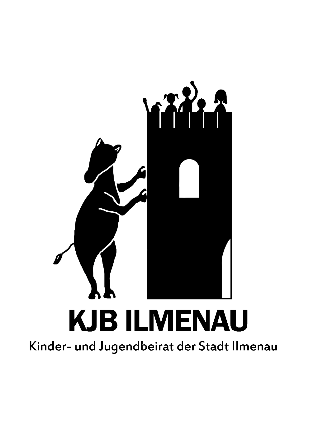 KJB ILMENAU
Kinder- und Jugendbeirat der Stadt Ilmenau